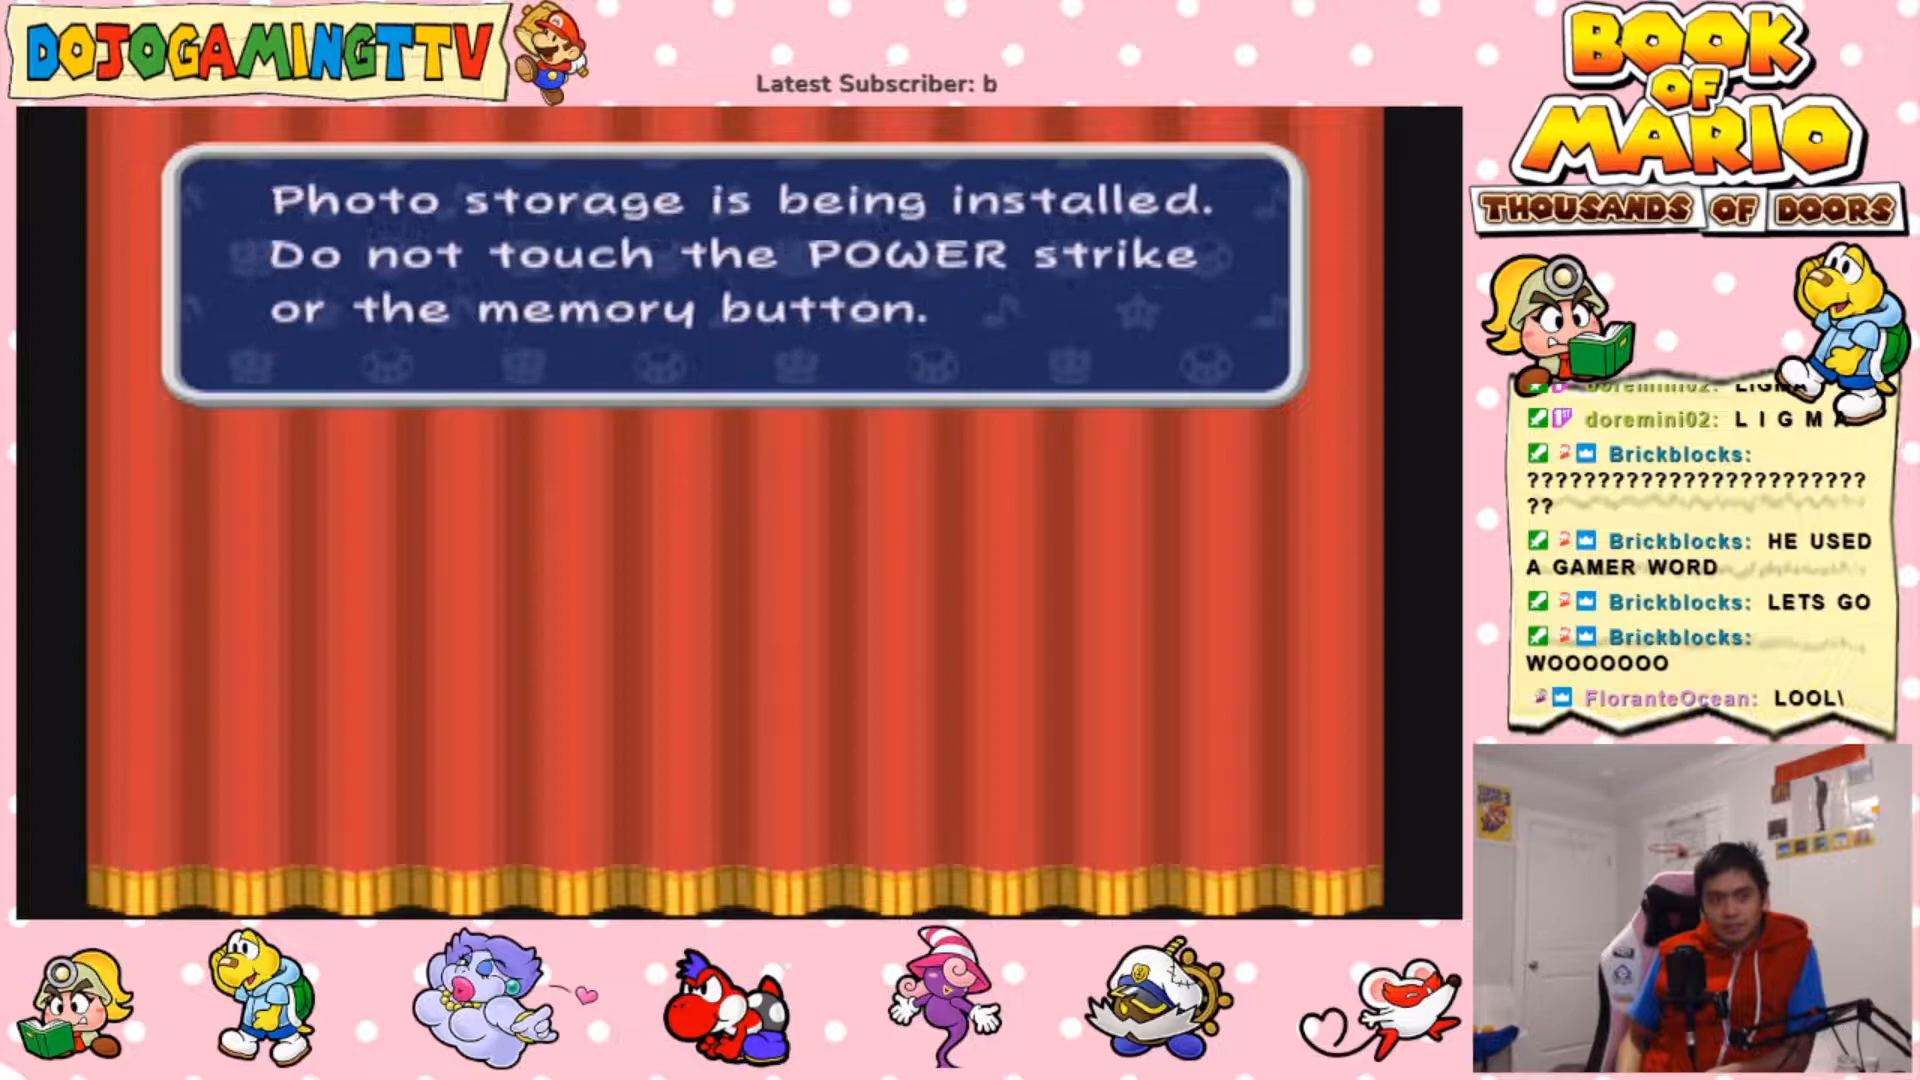 DOJOGAMINGTTV
Latest Subscriber: b
BOOK
OF
MARIO
THOUSANDS OF DOORS
Photo storage is being installed.
Do not touch the POWER strike
or the memory button.
doremini02: LIGMA
doremini02: L I G M A
Brickblocks:
????????????????????????
??
Brickblocks: HE USED
A GAMER WORD
Brickblocks: LETS GO
Brickblocks:
WOOOOOOO
FloranteOcean: LOOL\